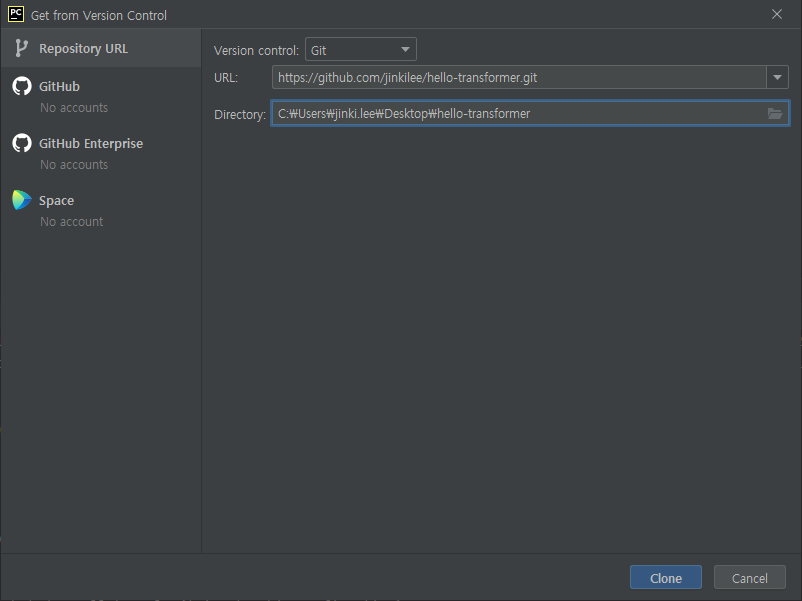 PC Get from Version Control
Repository URL
GitHub
No accounts
GitHub Enterprise
No accounts
Space
No account
Version control: Git
URL: https://github.com/jinkilee/hello-transformer.git
Directory: C:₩Users₩jinki.lee₩Desktop₩hello-transformer
Clone Cancel